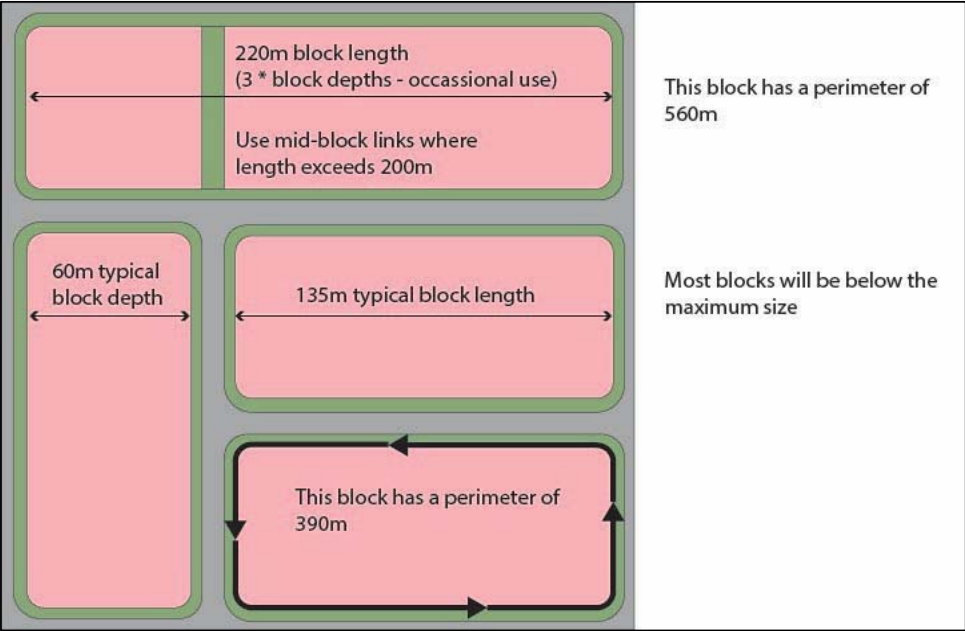 220m block length
(3 * block depths - occassional use)
Use mid-block links where
length exceeds 200m
This block has a perimeter of
560m
60m typical
block depth
135m typical block length
Most blocks will be below the
maximum size
This block has a perimeter of
390m